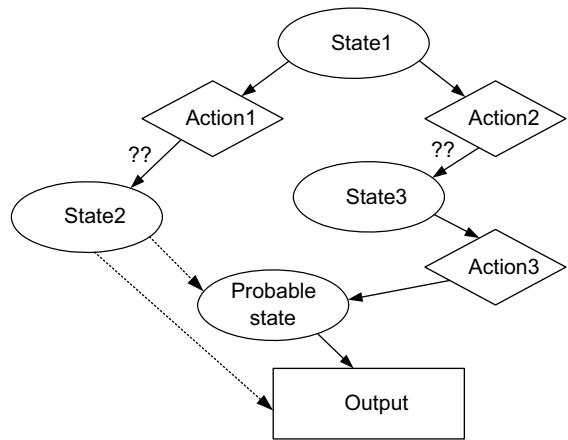 State1
Action1
Action2
??
??
State2
State3
Action3
Probable
state
Output